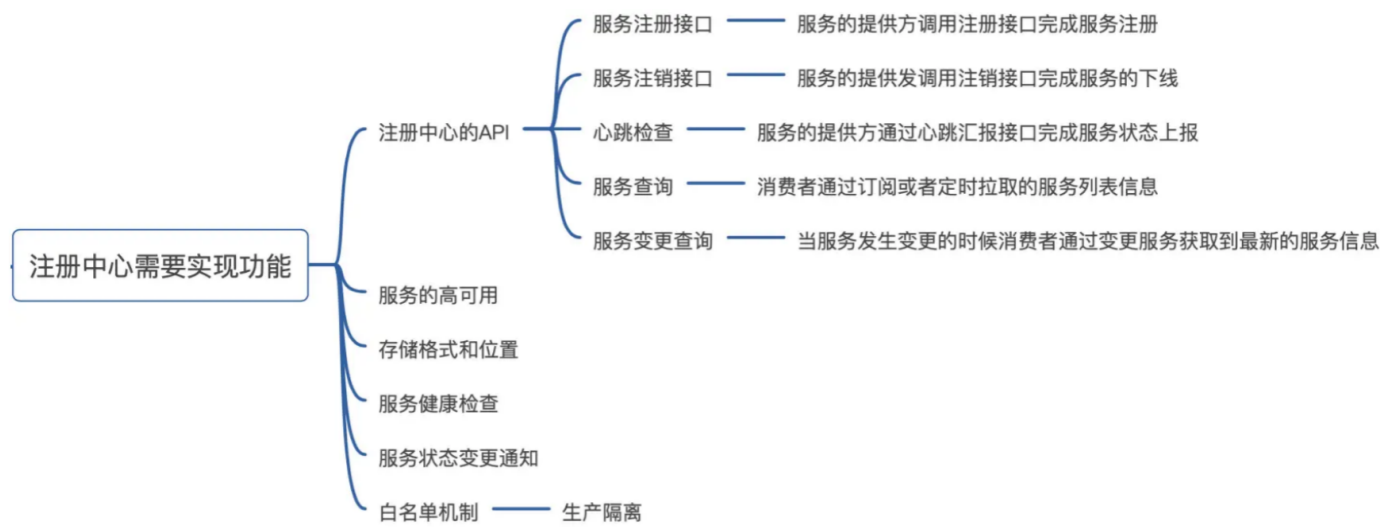 服务注册接口 服务的提供方调用注册接口完成服务注册
服务注销接口 服务的提供发调用注销接口完成服务的下线
注册中心的API 心跳检查 服务的提供方通过心跳汇报接口完成服务状态上报
服务查询 消费者通过订阅或者定时拉取的服务列表信息
服务变更查询 当服务发生变更的时候消费者通过变更服务获取到最新的服务信息
注册中心需要实现功能
服务的高可用
存储格式和位置
服务健康检查
服务状态变更通知
白名单机制 生产隔离